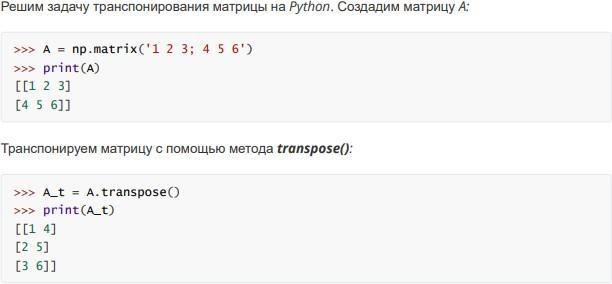 Решим задачу транспонирования матрицы на Python. Создадим матрицу A:
>>> A = np.matrix('1 2 3; 4 5 6')
>>> print(A)
[[1 2 3]
[4 5 6]]
Транспонируем матрицу с помощью метода transpose():
>>> A_t = A.transpose()
>>> print(A_t)
[[1 4]
[2 5]
[3 6]]